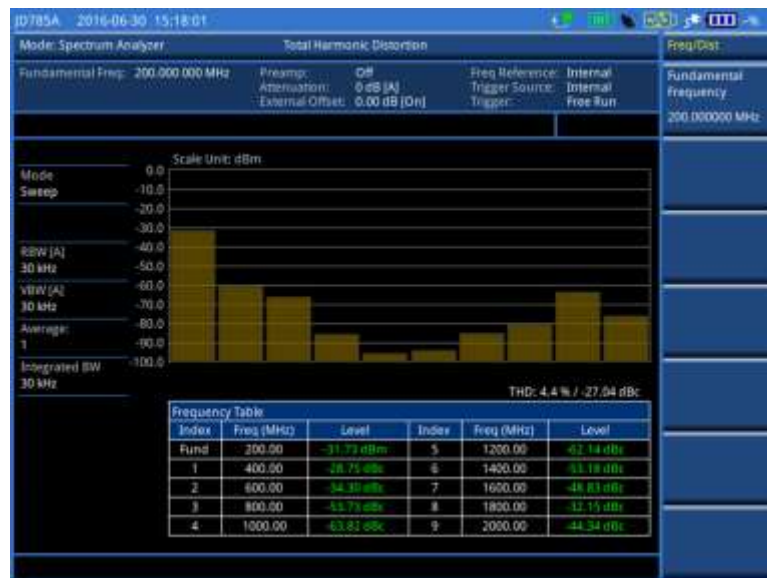 JD785A 2016-06-30 15:18:01
Mode: Spectrum Analyzer
Total Harmonic Distortion
Freq/Dist
Fundamental Freq: 200.000 000 MHz
Preamp: Off
Attenuation: 0 dB [A]
External Offset: 0.00 dB [On]
Freq Reference: Internal
Trigger Source: Internal
Trigger: Free Run
Fundamental
Frequency
200.000000 MHz
Scale Unit: dBm
Mode
Sweep
RBW [A]
30 kHz
VBW [A]
30 kHz
Average:
1
Integrated BW
30 kHz
0.0
-10.0
-20.0
-30.0
-40.0
-50.0
-60.0
-70.0
-80.0
-90.0
-100.0
THD: 4.4 % / -27.04 dBc
Frequency Table
Index Freq (MHz) Level Index Freq (MHz) Level
Fund 200.00 -31.73 dBm 5 1200.00 -62.14 dBc
1 400.00 -28.75 dBc 6 1400.00 -53.18 dBc
2 600.00 -34.30 dBc 7 1600.00 -48.83 dBc
3 800.00 -53.73 dBc 8 1800.00 -32.15 dBc
4 1000.00 -63.82 dBc 9 2000.00 -44.34 dBc